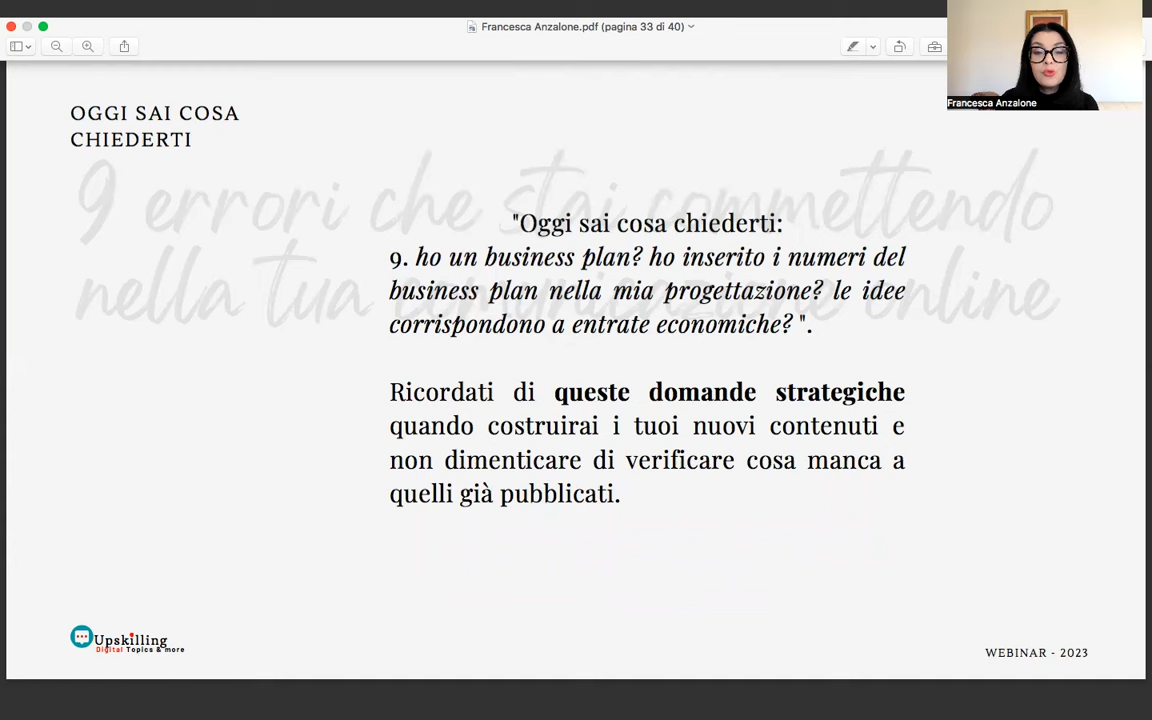 Francesca Anzalone.pdf (pagina 33 di 40)
Francesca Anzalone
OGGI SAI COSA
CHIEDERTI
9 errori che stai commettendo
nella tua comunicazione online
"Oggi sai cosa chiederti:
9. ho un business plan? ho inserito i numeri del
business plan nella mia progettazione? le idee
corrispondono a entrate economiche? ".
Ricordati di queste domande strategiche
quando costruirai i tuoi nuovi contenuti e
non dimenticare di verificare cosa manca a
quelli già pubblicati.
Upskilling
Digital Topics & more
WEBINAR - 2023